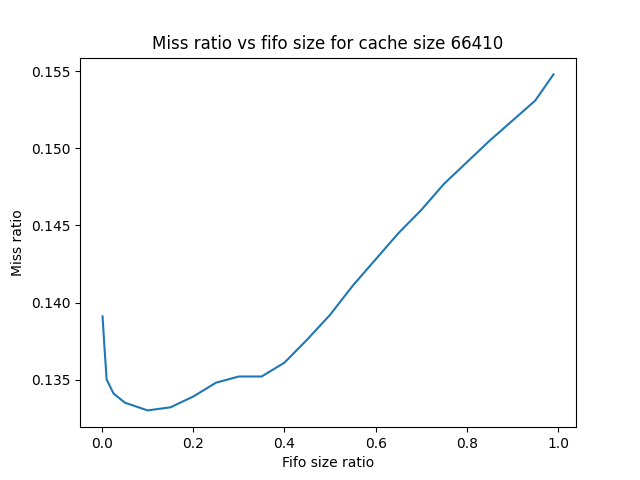 Miss ratio vs fifo size for cache size 66410
0.155
0.150
0.145
0.140
0.135
Miss ratio
0.0 0.2 0.4 0.6 0.8 1.0
Fifo size ratio